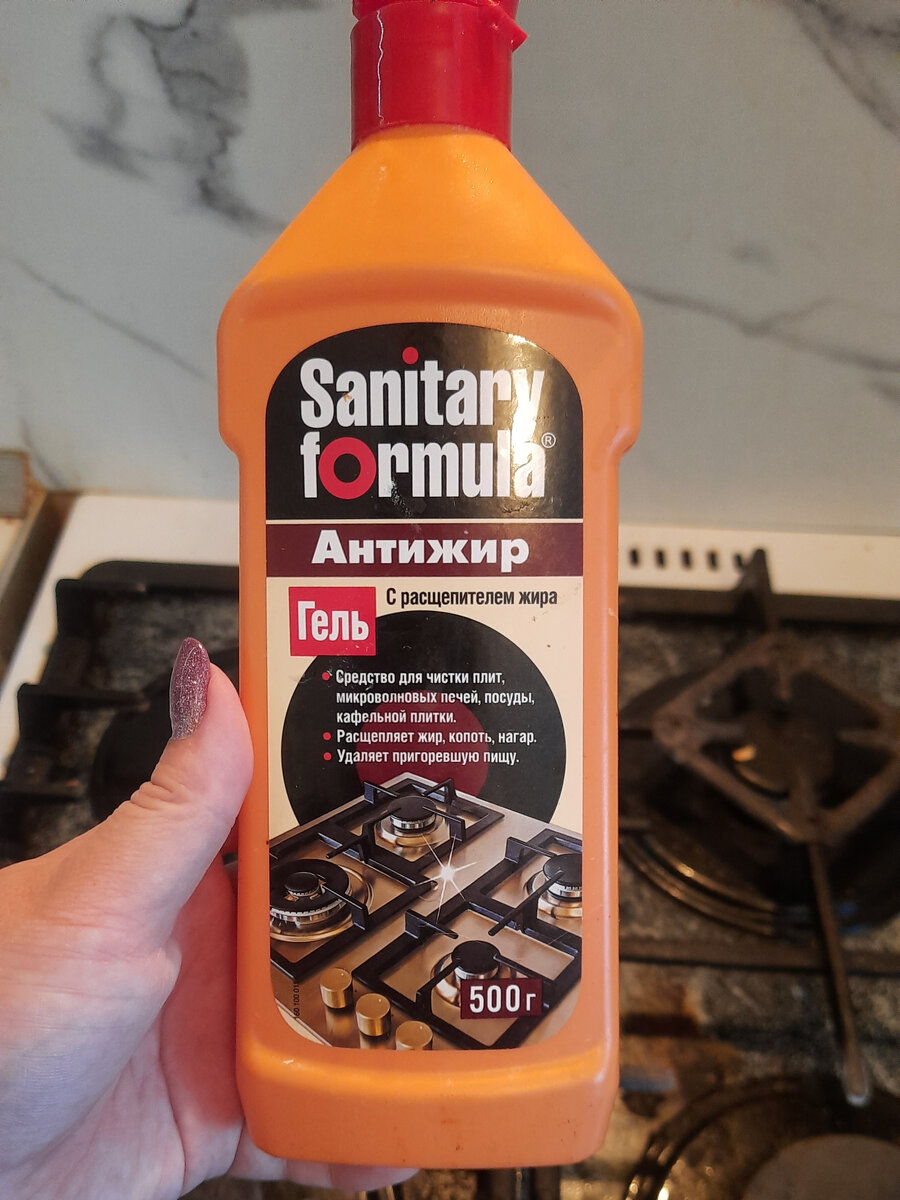 Sanitary
formula®
Антижир
Гель
С расщепителем жира
• Средство для чистки плит,
микроволновых печей, посуды,
кафельной плитки.
• Расщепляет жир, копоть, нагар.
• Удаляет пригоревшую пищу.
500 г